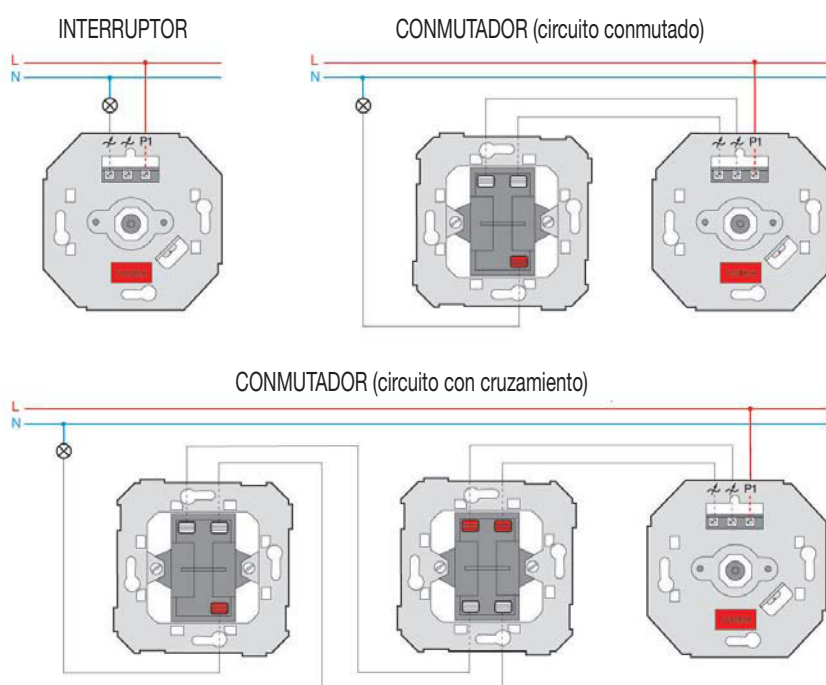 INTERRUPTOR
CONMUTADOR (circuito conmutado)
L
N
P1
L
N
P1
CONMUTADOR (circuito con cruzamiento)
L
N
P1